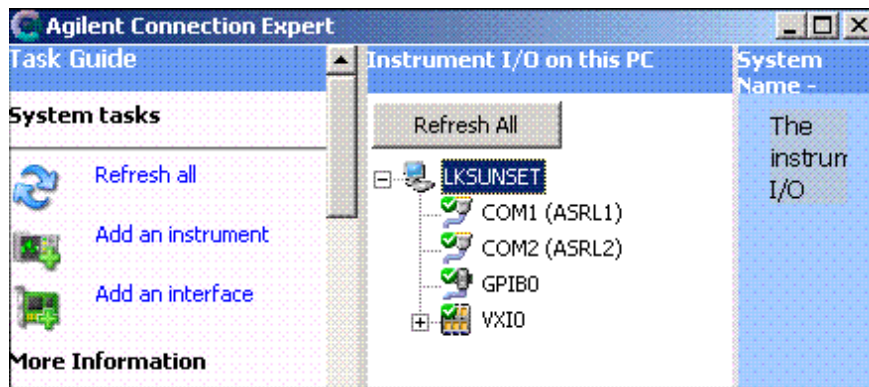 Agilent Connection Expert
Task Guide
System tasks
Refresh all
Add an instrument
Add an interface
More Information
Instrument I/O on this PC
Refresh All
LKSUNSET
COM1 (ASRL1)
COM2 (ASRL2)
GPIB0
VXI0
System
Name -
The
instrum
I/O